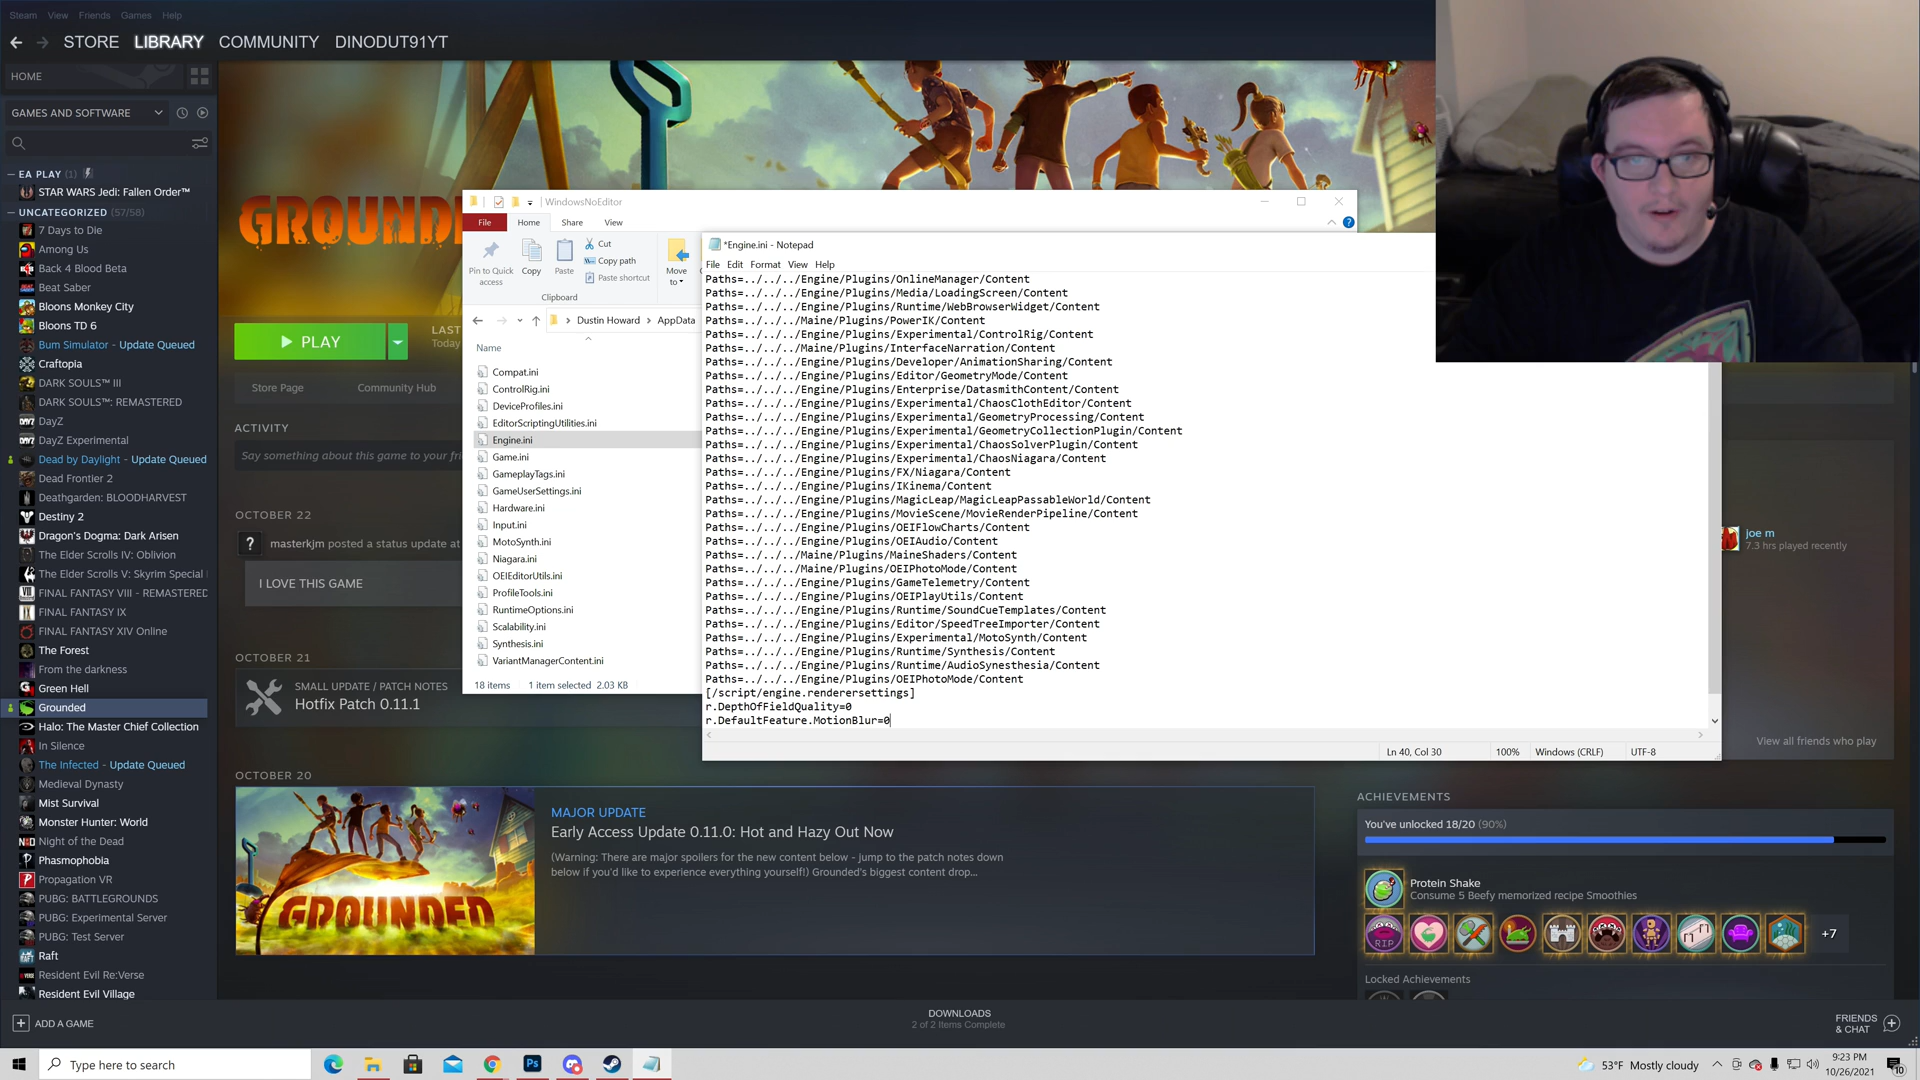 Steam View Friends Games Help
STORE LIBRARY COMMUNITY DINODUT91YT
HOME
GAMES AND SOFTWARE
EA PLAY (1)
STAR WARS Jedi: Fallen Order™
UNCATEGORIZED (57/58)
7 Days to Die
Among Us
Back 4 Blood Beta
Beat Saber
Bloons Monkey City
Bloons TD 6
Bum Simulator - Update Queued
Craftopia
DARK SOULS™ III
DARK SOULS™: REMASTERED
DayZ
DayZ Experimental
Dead by Daylight - Update Queued
Dead Frontier 2
Deathgarden: BLOODHARVEST
Destiny 2
Dragon's Dogma: Dark Arisen
The Elder Scrolls IV: Oblivion
The Elder Scrolls V: Skyrim Special
FINAL FANTASY VIII - REMASTERED
FINAL FANTASY IX
FINAL FANTASY XIV Online
The Forest
From the darkness
Green Hell
Grounded
Halo: The Master Chief Collection
In Silence
The Infected - Update Queued
Medieval Dynasty
Mist Survival
Monster Hunter: World
Night of the Dead
Phasmophobia
Propagation VR
PUBG: BATTLEGROUNDS
PUBG: Experimental Server
PUBG: Test Server
Raft
Resident Evil Re:Verse
Resident Evil Village
ADD A GAME
GROUNDED
PLAY
LAST
Today
Store Page Community Hub
ACTIVITY
Say something about this game to your fri
OCTOBER 22
masterkjm posted a status update at
I LOVE THIS GAME
OCTOBER 21
SMALL UPDATE / PATCH NOTES
Hotfix Patch 0.11.1
OCTOBER 20
GROUNDED
MAJOR UPDATE
Early Access Update 0.11.0: Hot and Hazy Out Now
(Warning: There are major spoilers for the new content below - jump to the patch notes down
below if you'd like to experience everything yourself!) Grounded's biggest content drop...
WindowsNoEditor
File Home Share View
Pin to Quick access
Copy
Paste
Cut
Copy path
Paste shortcut
Move to
Clipboard
Dustin Howard > AppData
Name
Compat.ini
ControlRig.ini
DeviceProfiles.ini
EditorScriptingUtilities.ini
Engine.ini
Game.ini
GameplayTags.ini
GameUserSettings.ini
Hardware.ini
Input.ini
MotoSynth.ini
Niagara.ini
OEIEditorUtils.ini
ProfileTools.ini
RuntimeOptions.ini
Scalability.ini
Synthesis.ini
VariantManagerContent.ini
18 items 1 item selected 2.03 KB
*Engine.ini - Notepad
File Edit Format View Help
Paths=../../../Engine/Plugins/OnlineManager/Content
Paths=../../../Engine/Plugins/Media/LoadingScreen/Content
Paths=../../../Engine/Plugins/Runtime/WebBrowserWidget/Content
Paths=../../../Maine/Plugins/PowerIK/Content
Paths=../../../Engine/Plugins/Experimental/ControlRig/Content
Paths=../../../Maine/Plugins/InterfaceNarration/Content
Paths=../../../Engine/Plugins/Developer/AnimationSharing/Content
Paths=../../../Engine/Plugins/Editor/GeometryMode/Content
Paths=../../../Engine/Plugins/Enterprise/DatasmithContent/Content
Paths=../../../Engine/Plugins/Experimental/ChaosClothEditor/Content
Paths=../../../Engine/Plugins/Experimental/GeometryProcessing/Content
Paths=../../../Engine/Plugins/Experimental/GeometryCollectionPlugin/Content
Paths=../../../Engine/Plugins/Experimental/ChaosSolverPlugin/Content
Paths=../../../Engine/Plugins/Experimental/ChaosNiagara/Content
Paths=../../../Engine/Plugins/FX/Niagara/Content
Paths=../../../Engine/Plugins/IKinema/Content
Paths=../../../Engine/Plugins/MagicLeap/MagicLeapPassableWorld/Content
Paths=../../../Engine/Plugins/MovieScene/MovieRenderPipeline/Content
Paths=../../../Engine/Plugins/OEIFlowCharts/Content
Paths=../../../Engine/Plugins/OEIAudio/Content
Paths=../../../Maine/Plugins/MaineShaders/Content
Paths=../../../Maine/Plugins/OEIPhotoMode/Content
Paths=../../../Engine/Plugins/GameTelemetry/Content
Paths=../../../Engine/Plugins/OEIPlayUtils/Content
Paths=../../../Engine/Plugins/Runtime/SoundCueTemplates/Content
Paths=../../../Engine/Plugins/Editor/SpeedTreeImporter/Content
Paths=../../../Engine/Plugins/Experimental/MotoSynth/Content
Paths=../../../Engine/Plugins/Runtime/Synthesis/Content
Paths=../../../Engine/Plugins/Runtime/AudioSynesthesia/Content
Paths=../../../Engine/Plugins/OEIPhotoMode/Content
[/script/engine.renderersettings]
r.DepthOfFieldQuality=0
r.DefaultFeature.MotionBlur=0
Ln 40, Col 30 100% Windows (CRLF) UTF-8
joe m
7.3 hrs played recently
View all friends who play
ACHIEVEMENTS
You've unlocked 18/20 (90%)
Protein Shake
Consume 5 Beefy memorized recipe Smoothies
RIP
+7
Locked Achievements
DOWNLOADS
2 of 2 Items Complete
FRIENDS
& CHAT
Type here to search
Ps
53°F Mostly cloudy
9:23 PM
10/26/2021
10